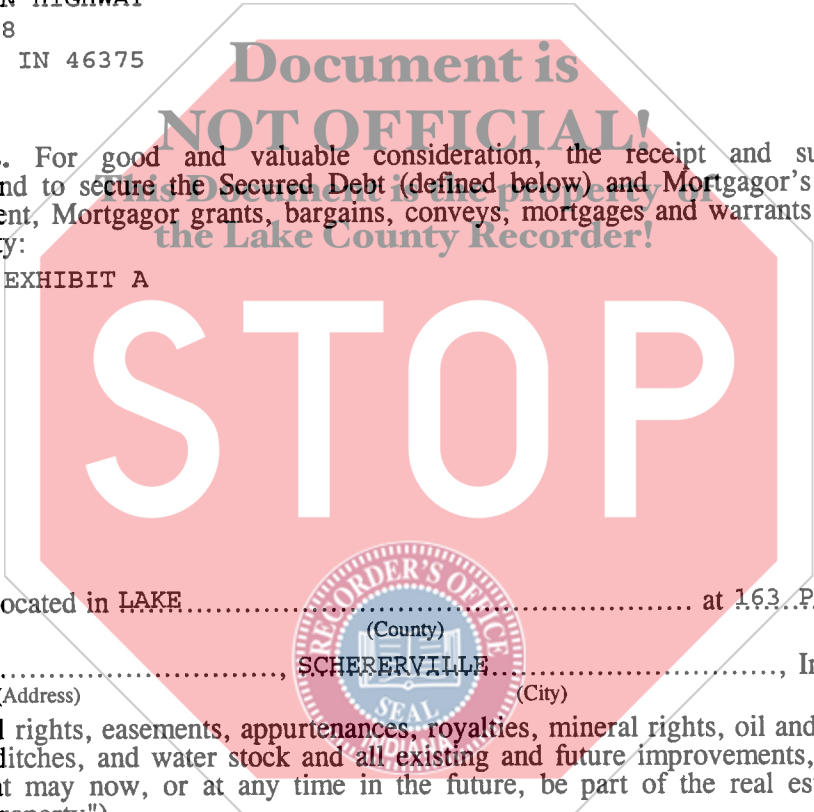 N HIGHWAY
8
IN 46375
Document is
NOT OFFICIAL!
. For good and valuable consideration, the receipt and su
nd to secure the Secured Debt (defined below) and Mortgagor's
This Document is the property of
ent, Mortgagor grants, bargains, conveys, mortgages and warrants
the Lake County Recorder!
ty:
EXHIBIT A
STOP
RECORDER'S OFFICE
SEAL
INDIANA
ocated in LAKE at 163 P
(County)
, SCHERERVILLE , In
(Address) (City)
l rights, easements, appurtenances, royalties, mineral rights, oil and
ditches, and water stock and all existing and future improvements,
at may now, or at any time in the future, be part of the real es
roperty")